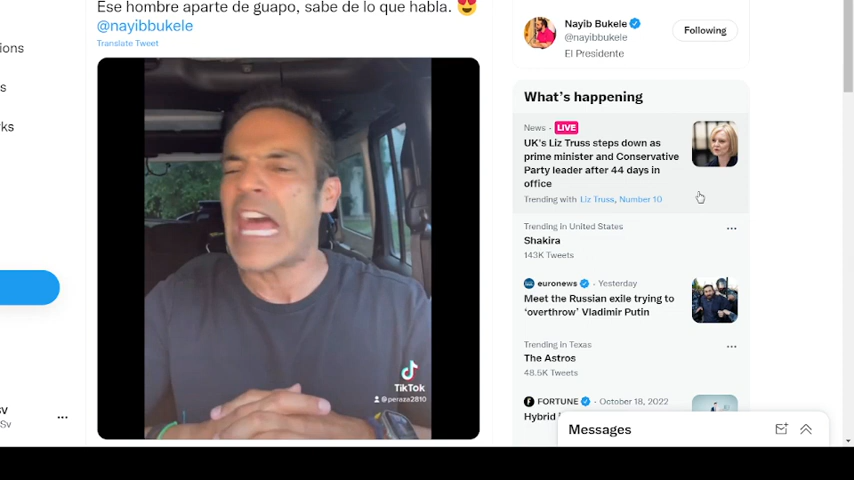 Ese hombre aparte de guapo, sabe de lo que habla.
@nayibbukele
Translate Tweet
TikTok
@peraza2810
ions
s
ks
sv
Sv
Nayib Bukele
@nayibbukele
El Presidente
Following
What's happening
News · LIVE
UK's Liz Truss steps down as
prime minister and Conservative
Party leader after 44 days in
office
Trending with Liz Truss, Number 10
Trending in United States
Shakira
143K Tweets
euronews · Yesterday
Meet the Russian exile trying to
'overthrow' Vladimir Putin
Trending in Texas
The Astros
48.5K Tweets
FORTUNE · October 18, 2022
Hybrid
Messages